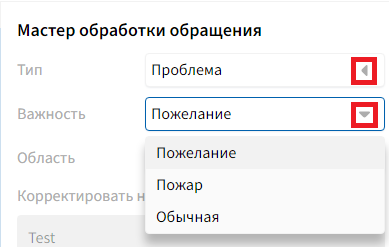 Мастер обработки обращения
Тип Проблема
Важность Пожелание
Область
Пожелание
Корректировать н
Пожар
Обычная
Test